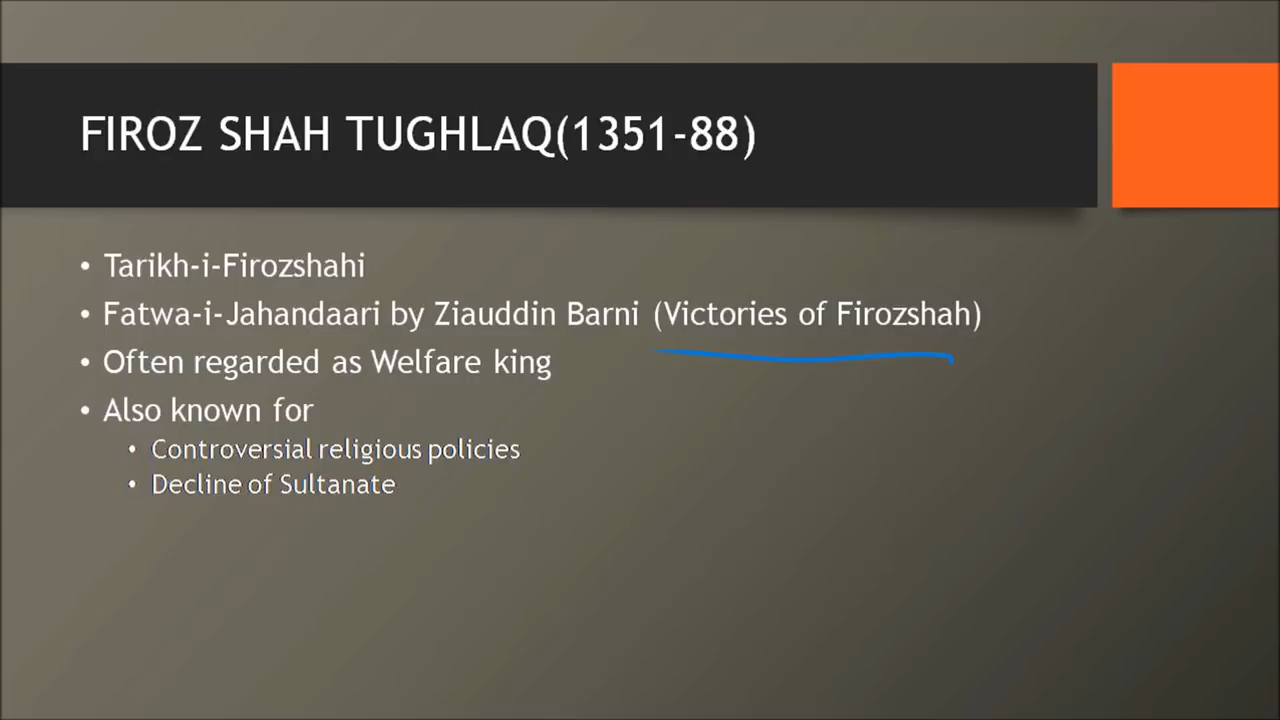 FIROZ SHAH TUGHLAQ(1351-88)
• Tarikh-i-Firozshahi
• Fatwa-i-Jahandaari by Ziauddin Barni (Victories of Firozshah)
• Often regarded as Welfare king
• Also known for
• Controversial religious policies
• Decline of Sultanate